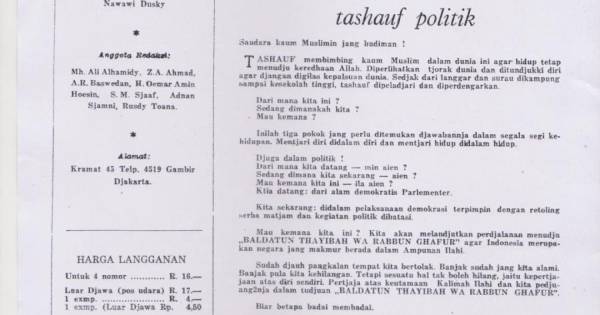 Nawawi Dusky
*
Anggota Redaksi:
Mh. Ali Alhamidy, Z.A. Ahmad,
A.R. Baswedan, H. Oemar Amin
Hoesin, S. M. Sjaaf, Adnan
Sjamni, Rusdy Toana.
*
Alamat:
Kramat 45 Telp. 4519 Gambir
Djakarta.
HARGA LANGGANAN
Untuk 4 nomor ............ R. 16.—
Luar Djawa (pos udara) R. 17.—
1 exmp. ..................... R. 4.—
1 exmp. (Luar Djawa Rp. 4,50
tashauf politik
Saudara kaum Muslimin jang budiman !
TASHAUF membimbing kaum Muslim dalam dunia ini agar hidup tetap
menudju keredhaan Allah. Diperlihatkan tjorak dunia dan ditundjukki diri
agar djangan digilas kepalsuan dunia. Sedjak dari langgar dan surau dikampung
sampai kesekolah tinggi, tashauf dipeladjari dan diperdengarkan.
Dari mana kita ini ?
Sedang dimanakah kita ?
Mau kemana ?
Inilah tiga pokok jang perlu ditemukan djawabannja dalam segala segi ke-
hidupan. Mentjari diri didalam diri dan mentjari hidup didalam hidup.
Djuga dalam politik !
Dari mana kita datang — min aien ?
Sedang dimana kita sekarang — aien ?
Mau kemana kita ini — ila aien ?
Kita datang: dari alam demokratis Parlementer.
Kita sekarang: didalam pelaksanaan demokrasi terpimpin dengan retoling
serba matjam dan kegiatan politik dibatasi.
Mau kemana kita ini ? Kita akan melandjutkan perdjalanan menudju
„BALDATUN THAYIBAH WA RABBUN GHAFUR" agar Indonesia merupa-
kan negara jang makmur berada dalam Ampunan Ilahi.
Sudah djauh pangkalan tempat kita bertolak. Banjak sudah jang kita alami.
Banjak pula kita kehilangan. Tetapi sesuatu hal tak boleh hilang, jaitu kepertja-
jaan atas diri sendiri. Pertjaja atas keutamaan Kalimah Ilahi dan kita pedju-
ang2nja dalam tudjuan „BALDATUN THAYIBAH WA RABBUN GHAFUR".
Biar betapa badai membadai.